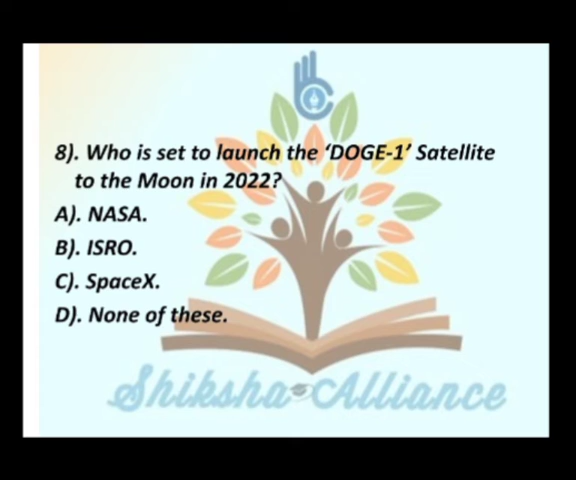 8). Who is set to launch the ‘DOGE-1’ Satellite
to the Moon in 2022?
A). NASA.
B). ISRO.
C). SpaceX.
D). None of these.
Shiksha Alliance